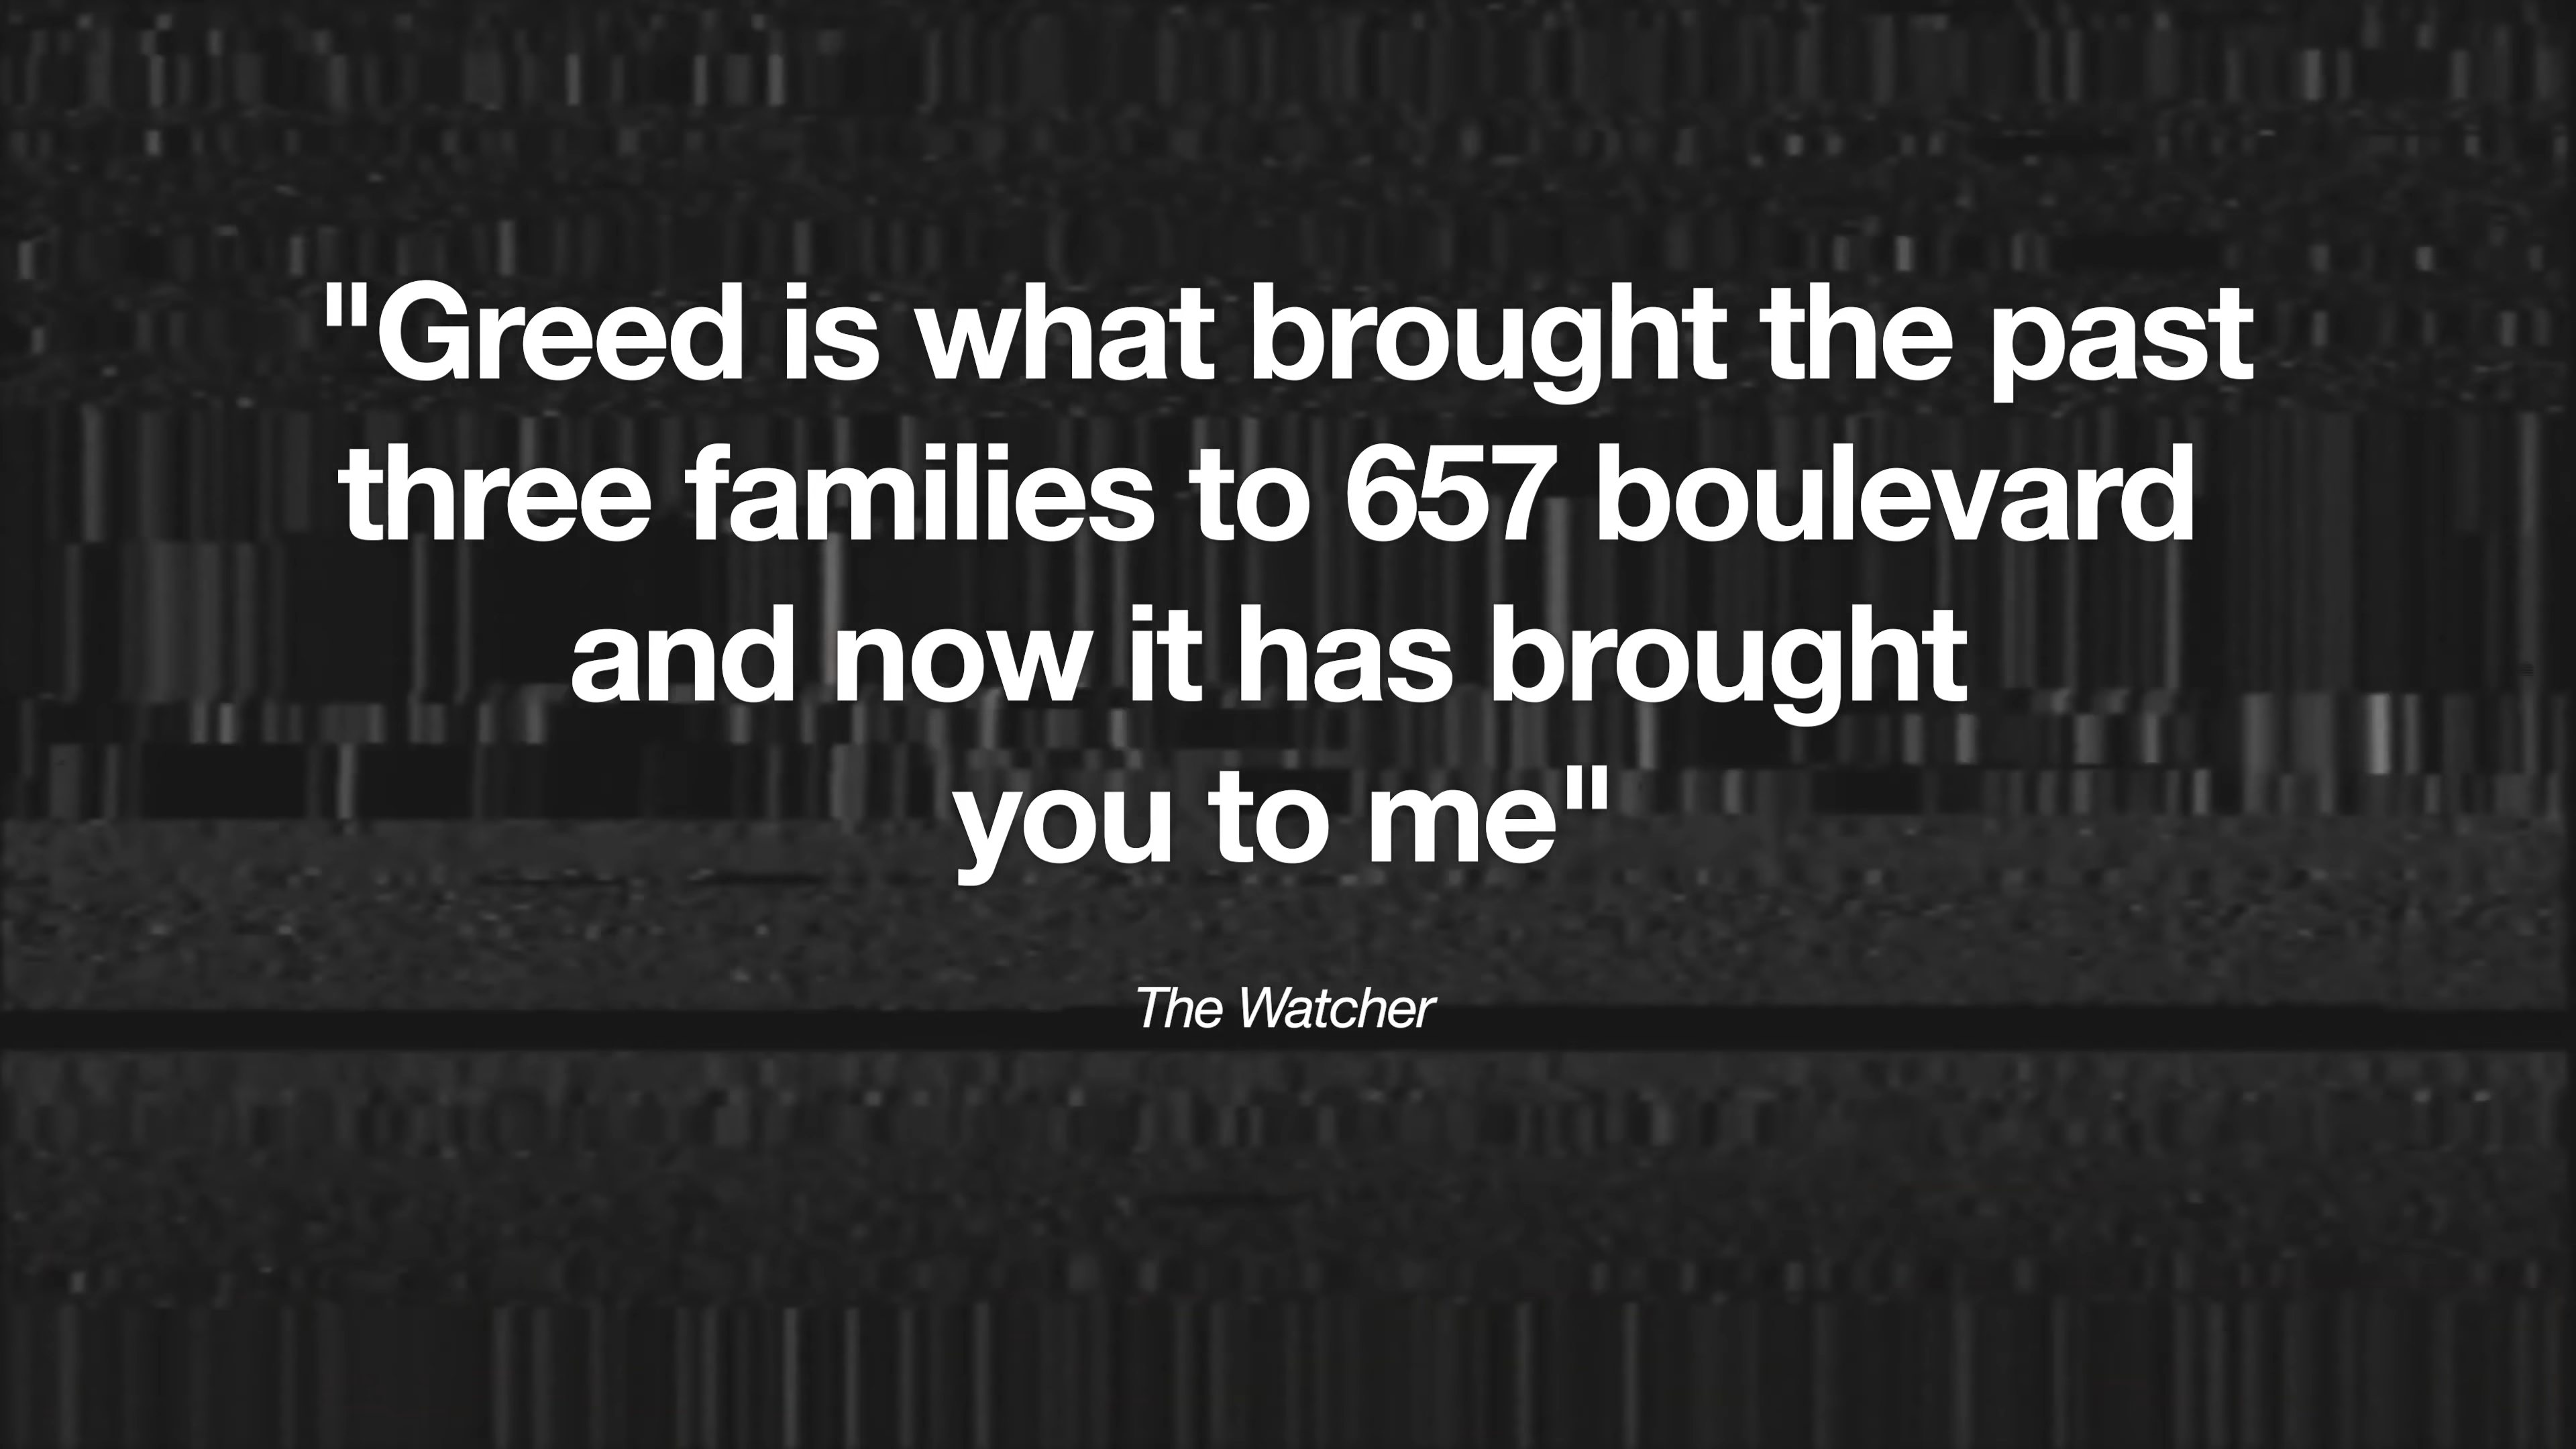 "Greed is what brought the past
three families to 657 boulevard
and now it has brought
you to me"
The Watcher